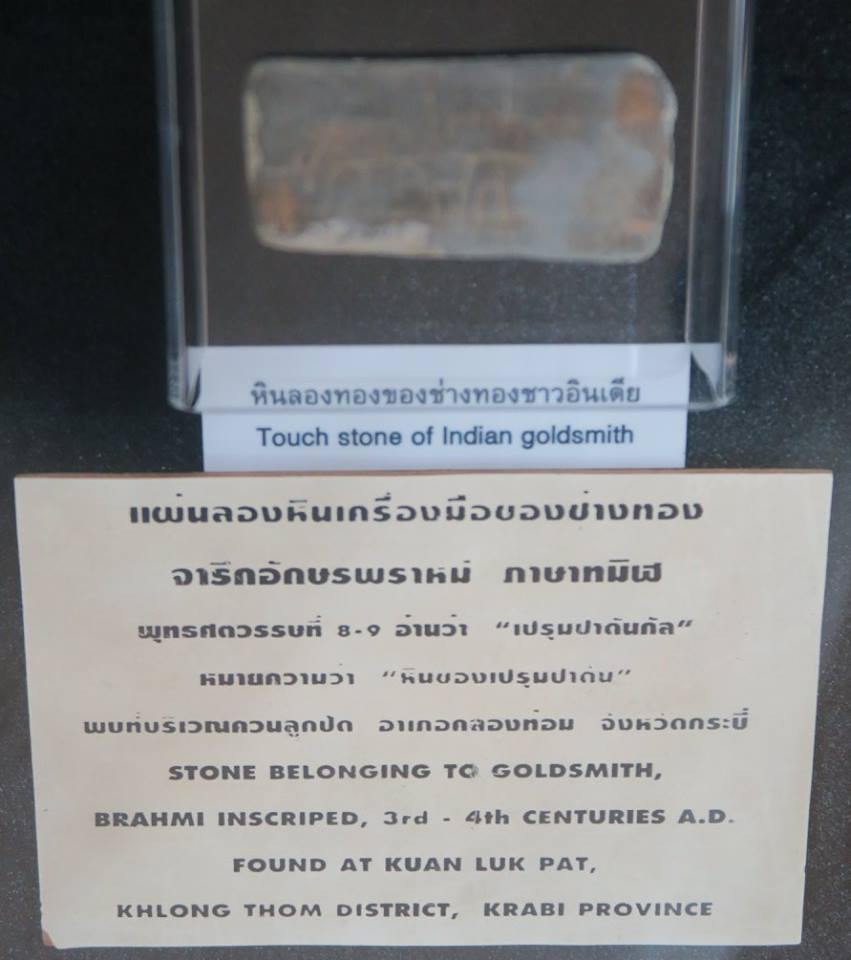 หินลองทองของช่างทองชาวอินเดีย
Touch stone of Indian goldsmith
แผ่นลองหินเครื่องมือของช่างทอง
จารึกอักษรพราหมี ภาษาทมิฬ
พุทธศตวรรษที่ 8-9 อ่านว่า “เปรุมปาดันกัล”
หมายความว่า “หินของเปรุมปาดัน”
พบที่บริเวณควนลูกปัด อำเภอคลองท่อม จังหวัดกระบี่
STONE BELONGING TO GOLDSMITH,
BRAHMI INSCRIPED, 3rd - 4th CENTURIES A.D.
FOUND AT KUAN LUK PAT,
KHLONG THOM DISTRICT, KRABI PROVINCE